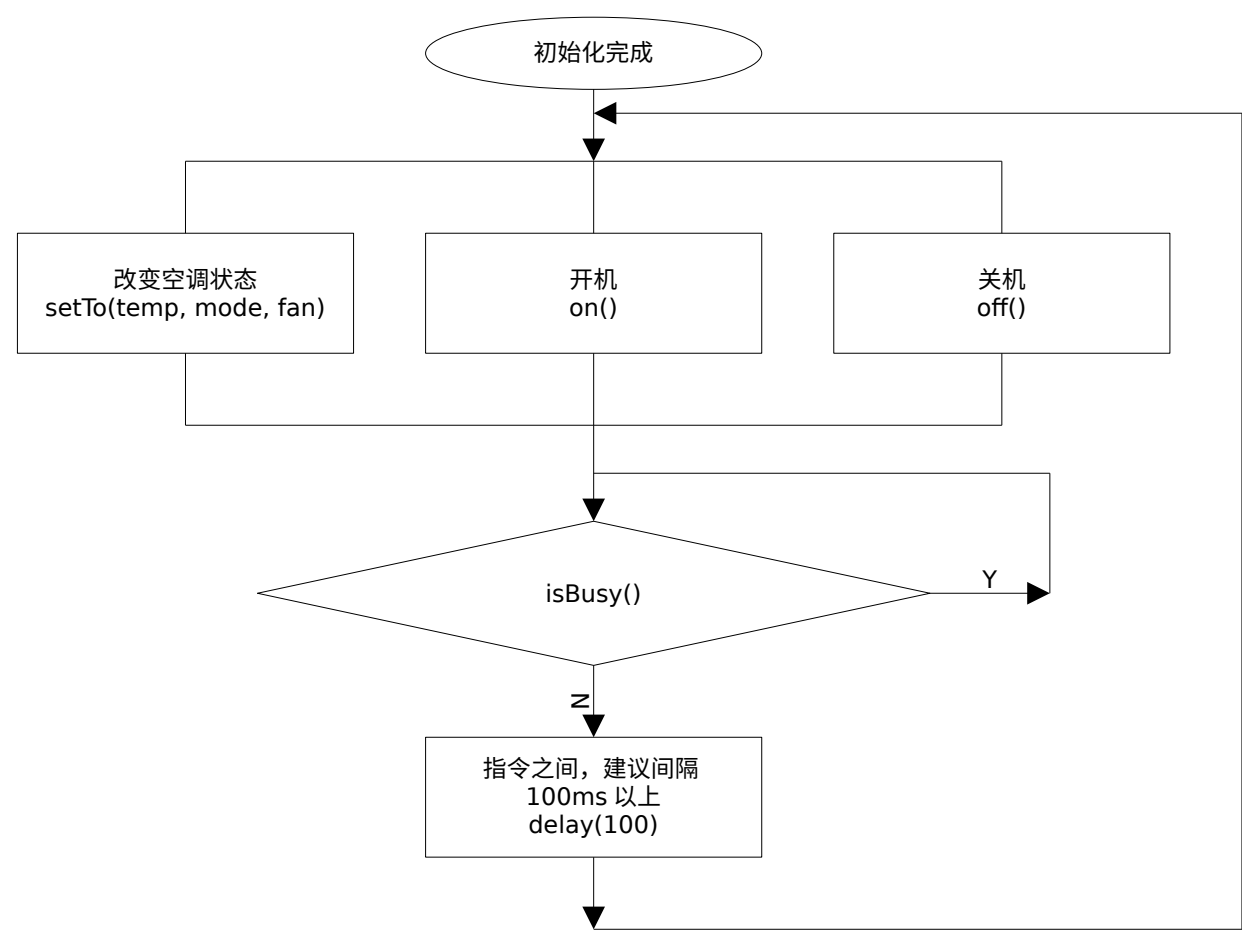 初始化完成
改变空调状态
setTo(temp, mode, fan)
开机
on()
关机
off()
isBusy()
Y
N
指令之间，建议间隔
100ms 以上
delay(100)